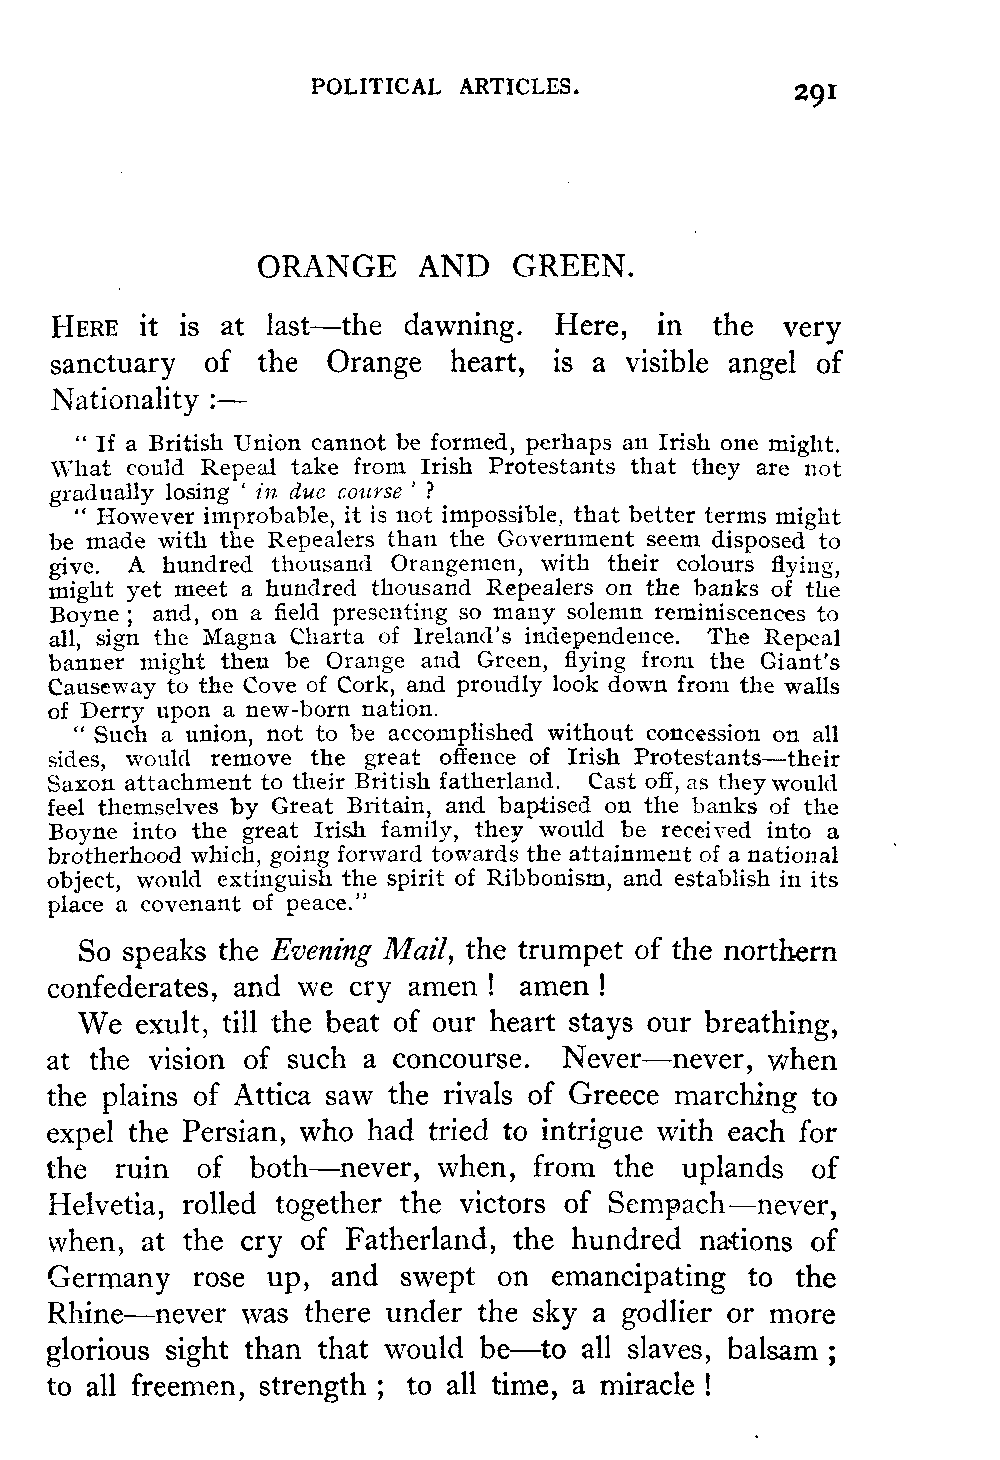 POLITICAL ARTICLES. 291
ORANGE AND GREEN.
HERE it is at last—the dawning. Here, in the very
sanctuary of the Orange heart, is a visible angel of
Nationality :—
" If a British Union cannot be formed, perhaps an Irish one might.
What could Repeal take from Irish Protestants that they are not
gradually losing ' in due course ' ?
" However improbable, it is not impossible, that better terms might
be made with the Repealers than the Government seem disposed to
give. A hundred thousand Orangemen, with their colours flying,
might yet meet a hundred thousand Repealers on the banks of the
Boyne ; and, on a field presenting so many solemn reminiscences to
all, sign the Magna Charta of Ireland's independence. The Repeal
banner might then be Orange and Green, flying from the Giant's
Causeway to the Cove of Cork, and proudly look down from the walls
of Derry upon a new-born nation.
" Such a union, not to be accomplished without concession on all
sides, would remove the great offence of Irish Protestants—their
Saxon attachment to their British fatherland. Cast off, as they would
feel themselves by Great Britain, and baptised on the banks of the
Boyne into the great Irish family, they would be received into a
brotherhood which, going forward towards the attainment of a national
object, would extinguish the spirit of Ribbonism, and establish in its
place a covenant of peace."
So speaks the Evening Mail, the trumpet of the northern
confederates, and we cry amen ! amen !
We exult, till the beat of our heart stays our breathing,
at the vision of such a concourse. Never—never, when
the plains of Attica saw the rivals of Greece marching to
expel the Persian, who had tried to intrigue with each for
the ruin of both—never, when, from the uplands of
Helvetia, rolled together the victors of Sempach—never,
when, at the cry of Fatherland, the hundred nations of
Germany rose up, and swept on emancipating to the
Rhine—never was there under the sky a godlier or more
glorious sight than that would be—to all slaves, balsam ;
to all freemen, strength ; to all time, a miracle !